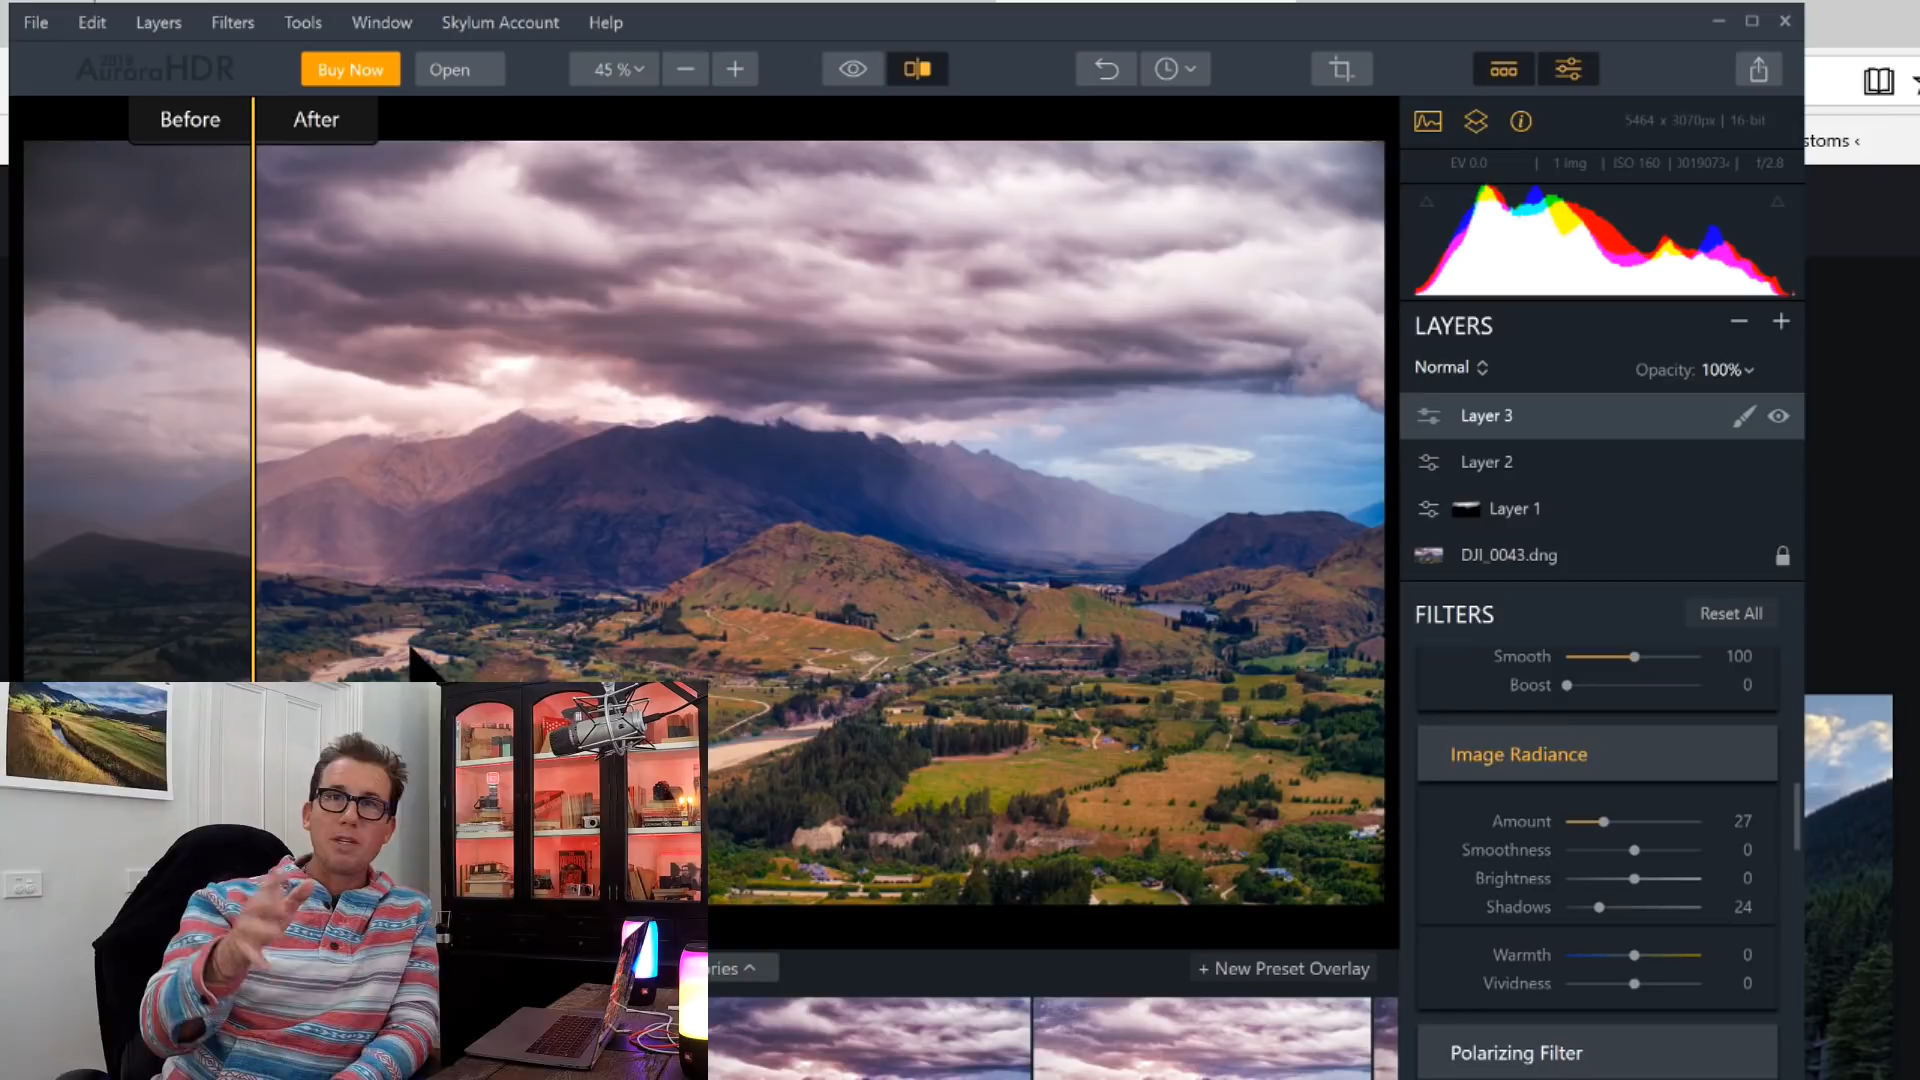 File Edit Layers Filters Tools Window Skylum Account Help
2019
AuroraHDR Buy Now Open 45 %
Before After
5464 x 3070px | 16-bit
stoms ‹
EV 0.0 | 1 Img | ISO 160 | | f/2.8
LAYERS
Normal Opacity: 100%
Layer 3
Layer 2
Layer 1
DJI_0043.dng
FILTERS Reset All
Smooth 100
Boost 0
Image Radiance
Amount 27
Smoothness 0
Brightness 0
Shadows 24
Warmth 0
Vividness 0
Polarizing Filter
ries + New Preset Overlay